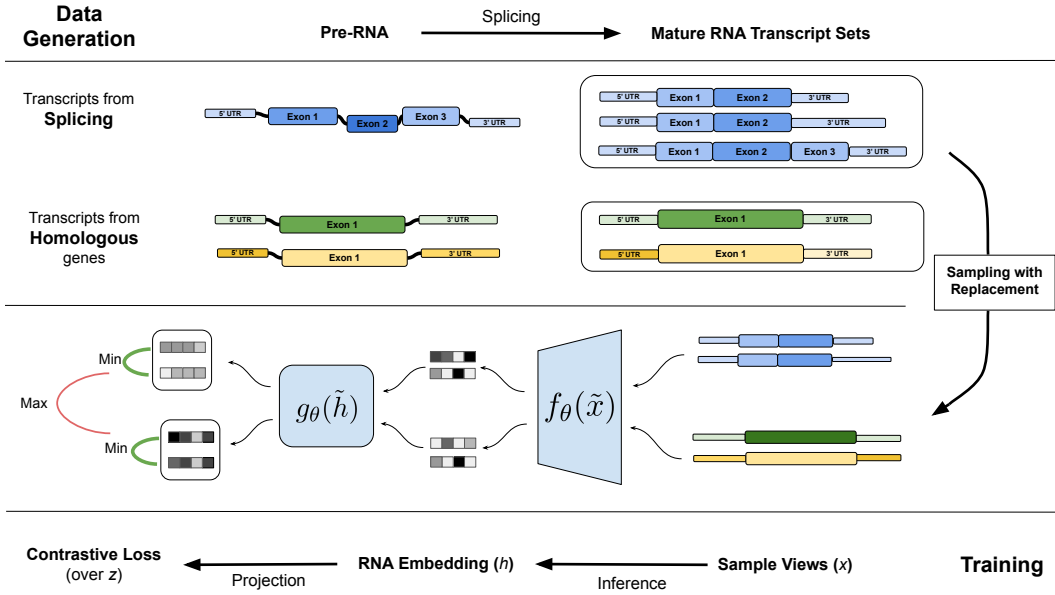 Data
Generation
Pre-RNA
Splicing
Mature RNA Transcript Sets
Transcripts from
Splicing
5' UTR
Exon 1
Exon 2
Exon 3
3' UTR
5' UTR
Exon 1
Exon 2
3' UTR
5' UTR
Exon 1
Exon 2
3' UTR
5' UTR
Exon 1
Exon 2
Exon 3
3' UTR
Transcripts from
Homologous
genes
5' UTR
Exon 1
3' UTR
5' UTR
Exon 1
3' UTR
5' UTR
Exon 1
3' UTR
5' UTR
Exon 1
3' UTR
Sampling with
Replacement
Min
Max
Min
g_θ(h̃)
f_θ(x̃)
Contrastive Loss
(over z)
Projection
RNA Embedding (h)
Inference
Sample Views (x)
Training